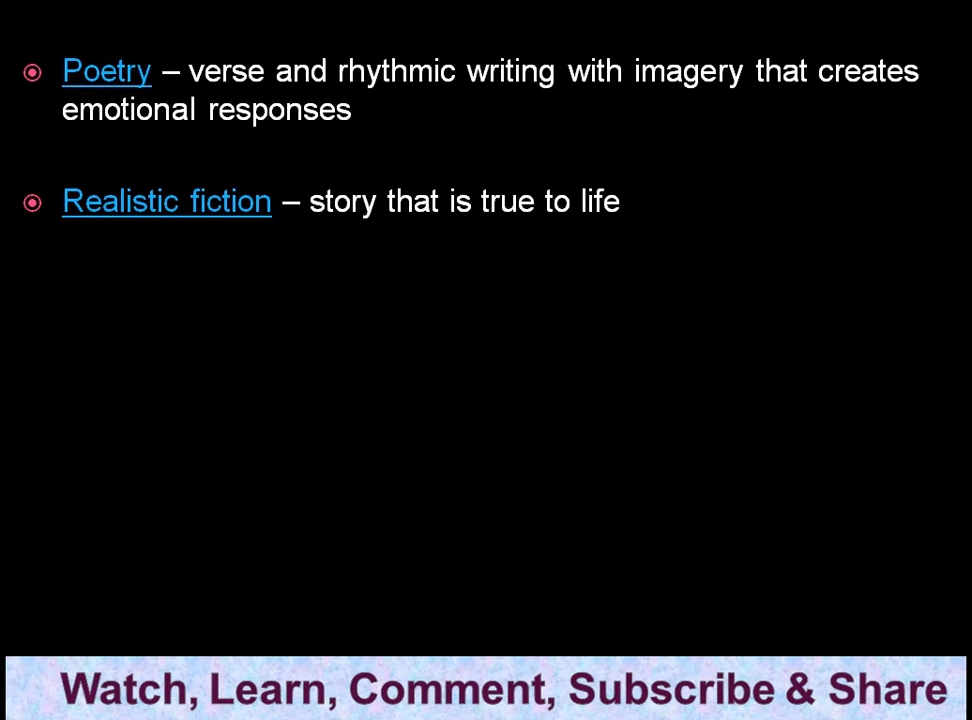 Poetry – verse and rhythmic writing with imagery that creates
emotional responses
Realistic fiction – story that is true to life
Watch, Learn, Comment, Subscribe & Share